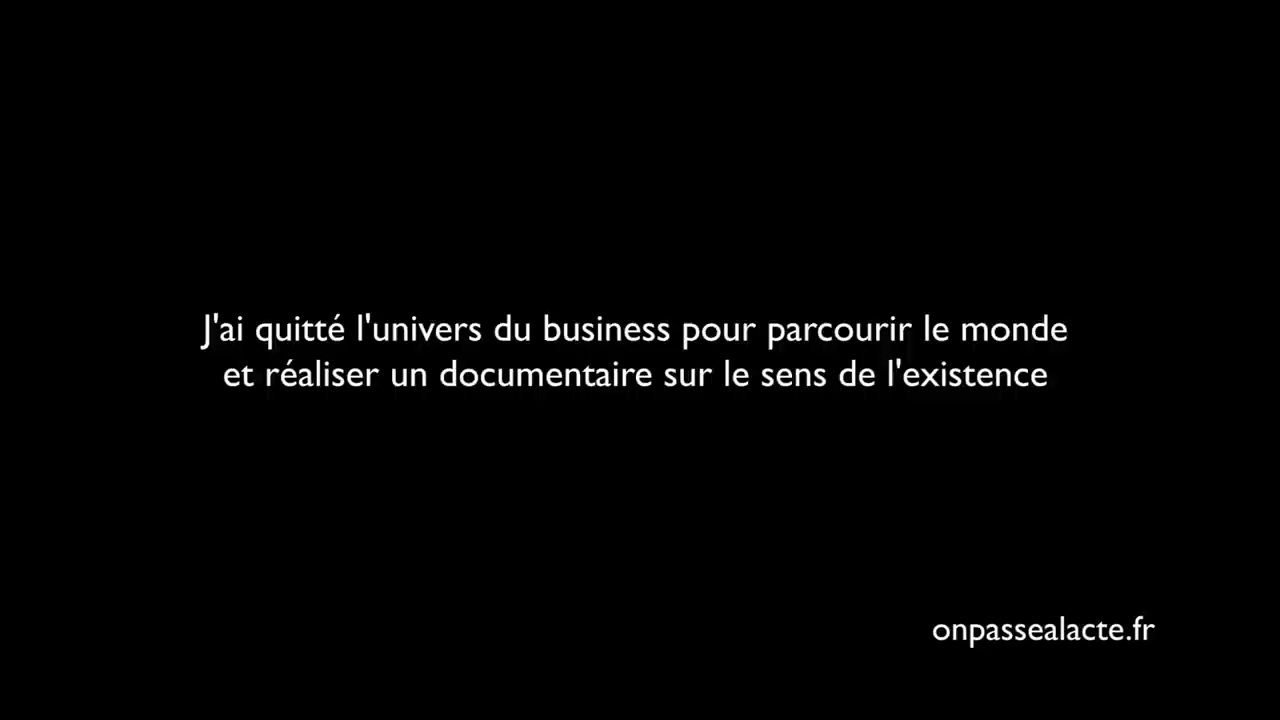 J'ai quitté l'univers du business pour parcourir le monde
et réaliser un documentaire sur le sens de l'existence
onpassealacte.fr